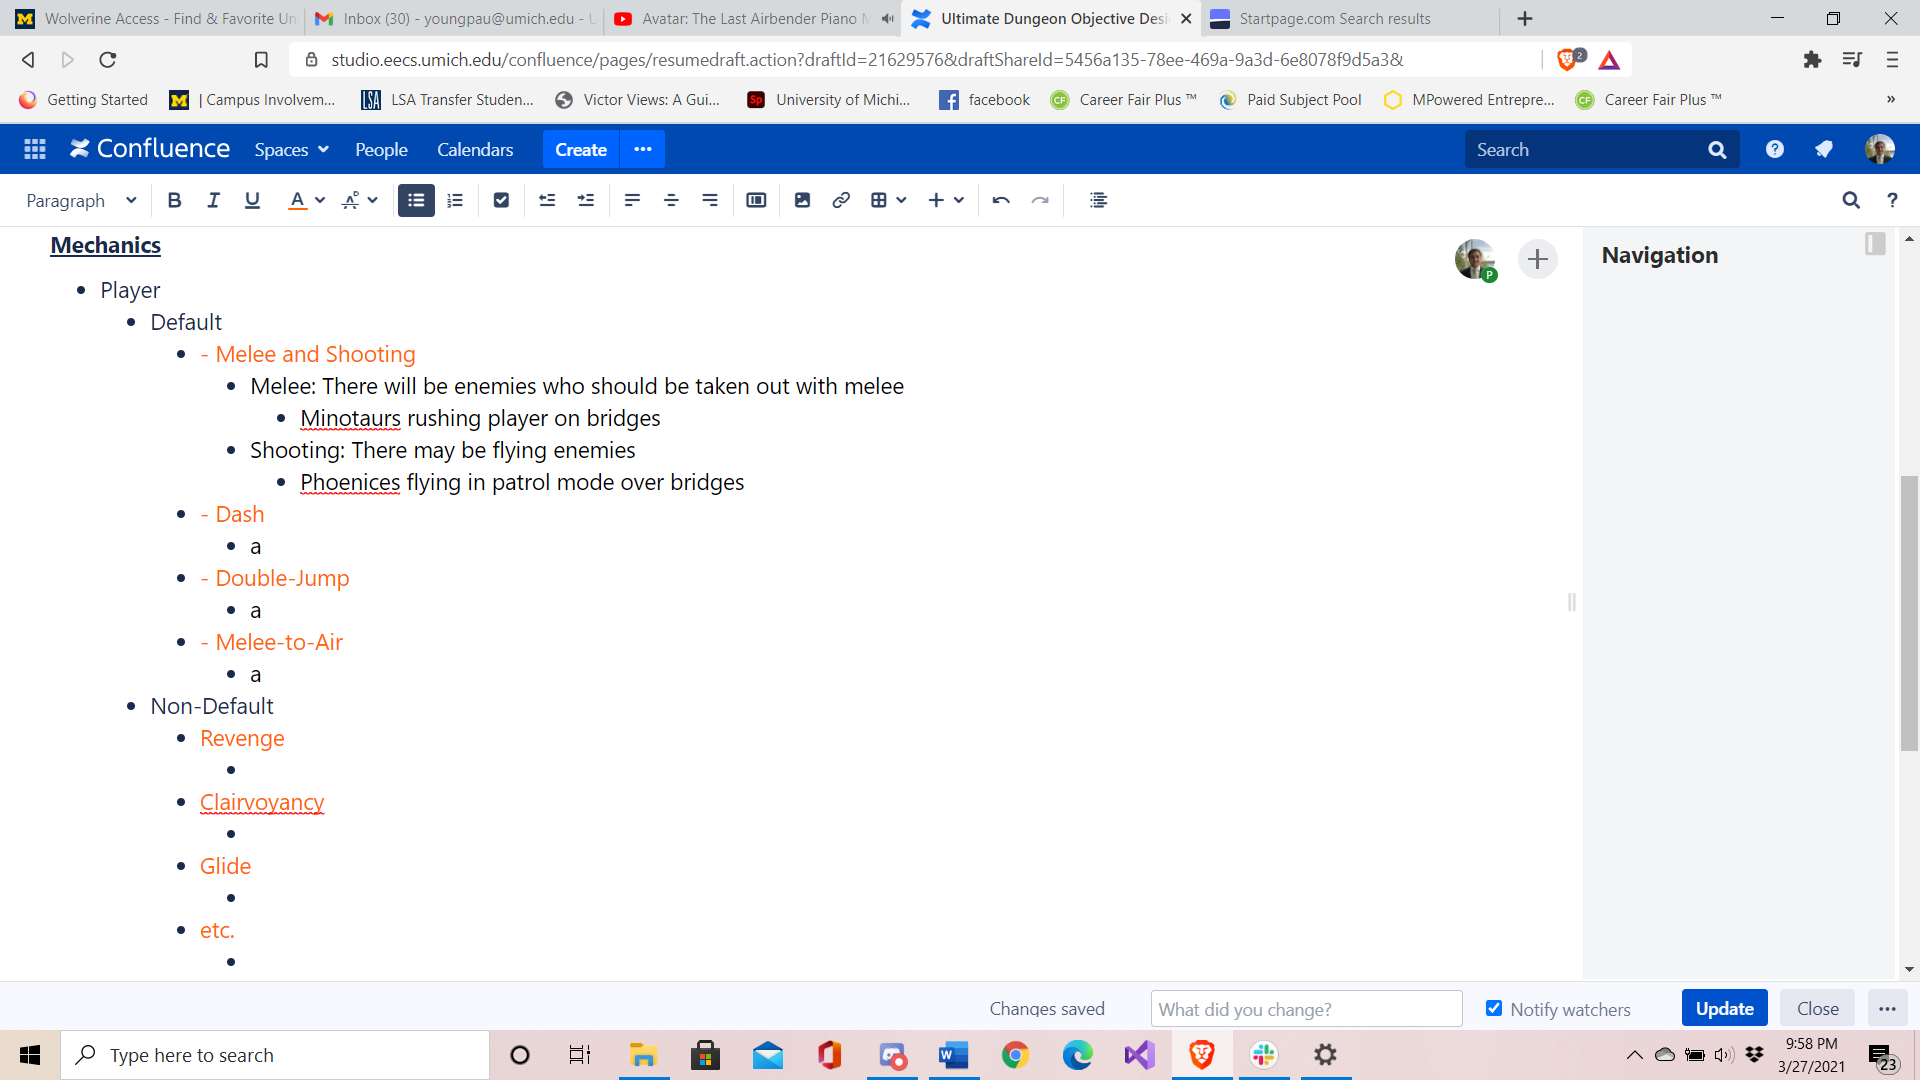 Wolverine Access - Find & Favorite Un
Inbox (30) - youngpau@umich.edu - U
Avatar: The Last Airbender Piano M
Ultimate Dungeon Objective Desi
Startpage.com Search results
studio.eecs.umich.edu/confluence/pages/resumedraft.action?draftId=21629576&draftShareId=5456a135-78ee-469a-9a3d-6e8078f9d5a3&
2
Getting Started
| Campus Involvem...
LSA Transfer Studen...
Victor Views: A Gui...
University of Michi...
facebook
Career Fair Plus ™
Paid Subject Pool
MPowered Entrepre...
Career Fair Plus ™
»
Confluence
Spaces
People
Calendars
Create
Search
Paragraph
B I U A
Mechanics
P
Navigation
• Player
• Default
• - Melee and Shooting
• Melee: There will be enemies who should be taken out with melee
• Minotaurs rushing player on bridges
• Shooting: There may be flying enemies
• Phoenices flying in patrol mode over bridges
• - Dash
• a
• - Double-Jump
• a
• - Melee-to-Air
• a
• Non-Default
• Revenge
•
• Clairvoyancy
•
• Glide
•
• etc.
•
Changes saved
What did you change?
Notify watchers
Update
Close
Type here to search
9:58 PM
3/27/2021
23